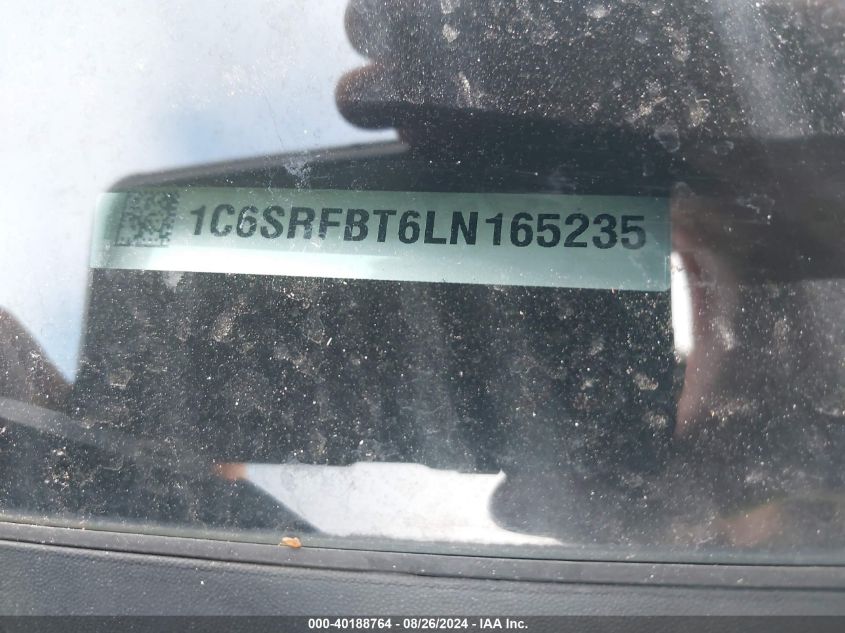 1C6SRFBT6LN165235
000-40188764 - 08/26/2024 - IAA Inc.